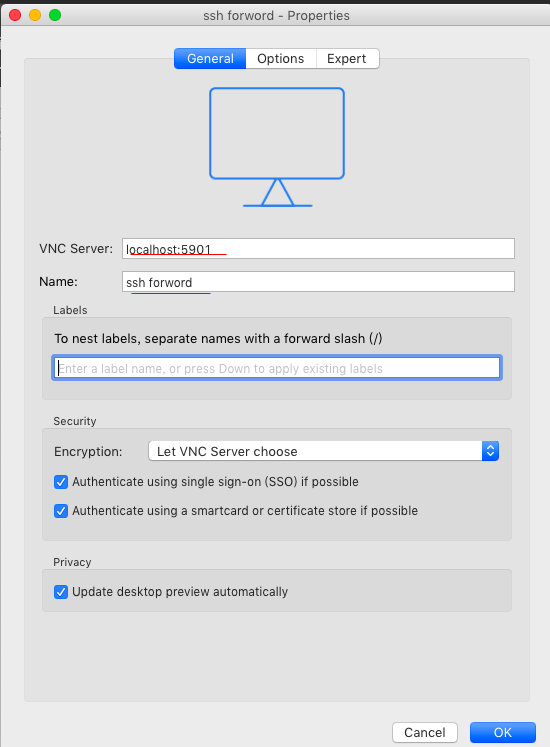 ssh forword - Properties
General Options Expert
VNC Server: localhost:5901
Name: ssh forword
Labels
To nest labels, separate names with a forward slash (/)
Enter a label name, or press Down to apply existing labels
Security
Encryption: Let VNC Server choose
Authenticate using single sign-on (SSO) if possible
Authenticate using a smartcard or certificate store if possible
Privacy
Update desktop preview automatically
Cancel OK